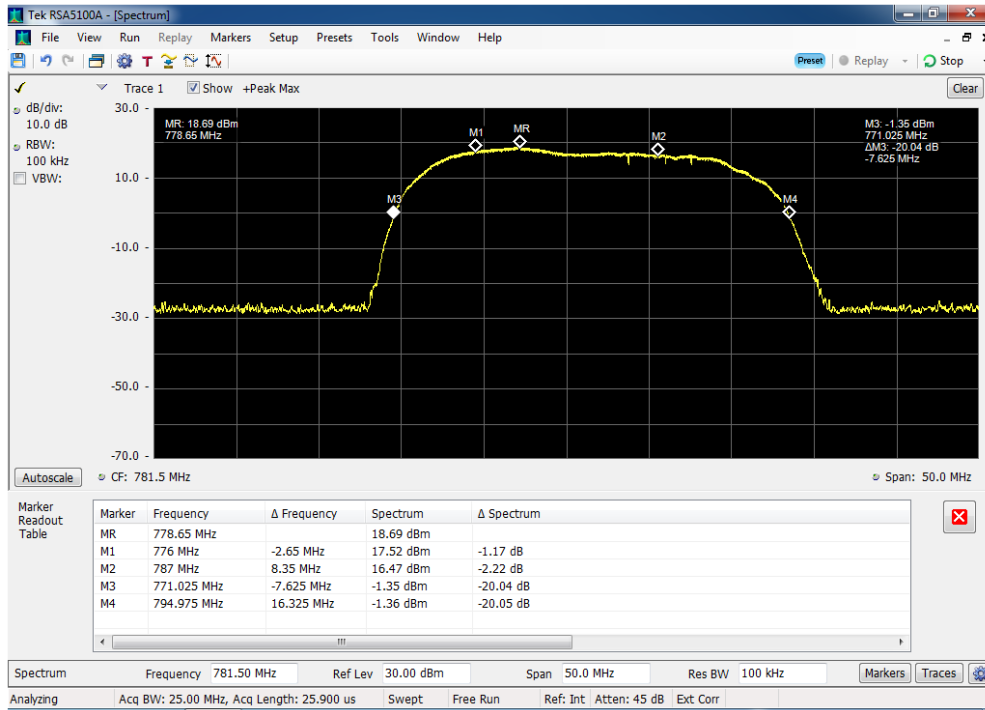 Tek RSA5100A - [Spectrum]
File View Run Replay Markers Setup Presets Tools Window Help
T Preset Replay Stop
Trace 1 Show +Peak Max Clear
dB/div:
10.0 dB
RBW:
100 kHz
VBW:
30.0 -
10.0 -
-10.0 -
-30.0 -
-50.0 -
-70.0 -
MR: 18.69 dBm
778.65 MHz
M3: -1.35 dBm
771.025 MHz
ΔM3: -20.04 dB
-7.625 MHz
M1
MR
M2
M3
M4
Autoscale CF: 781.5 MHz Span: 50.0 MHz
Marker
Readout
Table
Marker Frequency Δ Frequency Spectrum Δ Spectrum
MR 778.65 MHz 18.69 dBm
M1 776 MHz -2.65 MHz 17.52 dBm -1.17 dB
M2 787 MHz 8.35 MHz 16.47 dBm -2.22 dB
M3 771.025 MHz -7.625 MHz -1.35 dBm -20.04 dB
M4 794.975 MHz 16.325 MHz -1.36 dBm -20.05 dB
Spectrum Frequency 781.50 MHz Ref Lev 30.00 dBm Span 50.0 MHz Res BW 100 kHz Markers Traces
Analyzing Acq BW: 25.00 MHz, Acq Length: 25.900 us Swept Free Run Ref: Int Atten: 45 dB Ext Corr